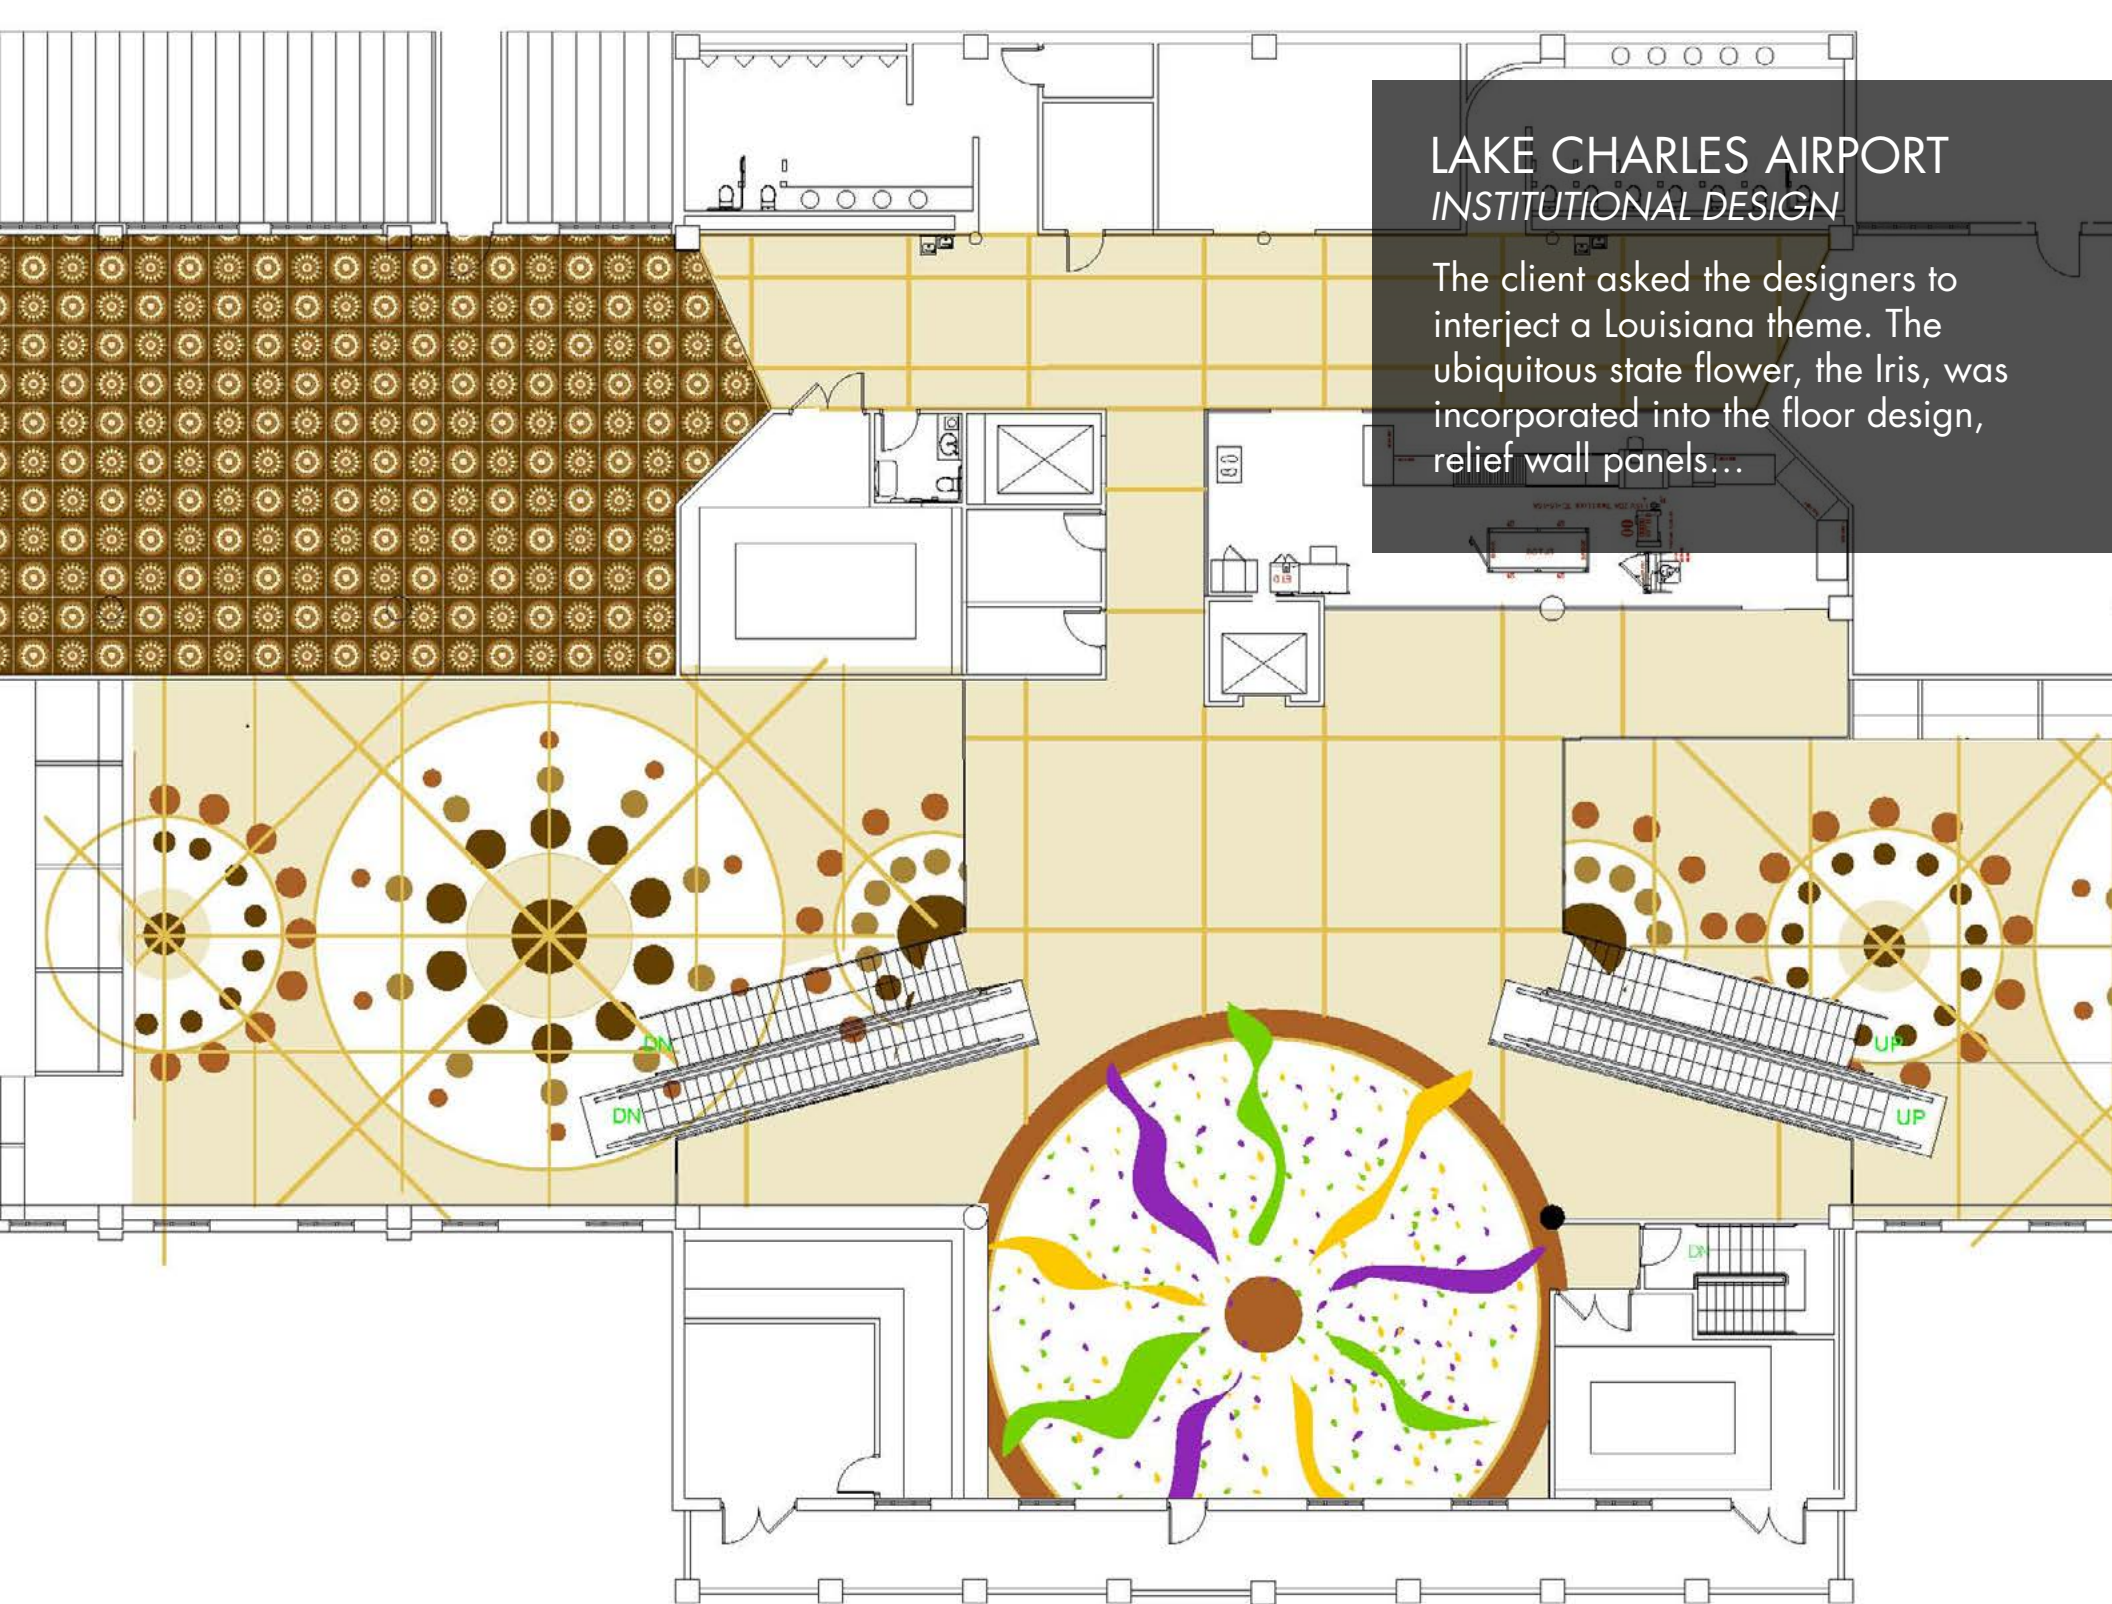 LAKE CHARLES AIRPORT
INSTITUTIONAL DESIGN
The client asked the designers to
interject a Louisiana theme. The
ubiquitous state flower, the Iris, was
incorporated into the floor design,
relief wall panels...
DN
DN
UP
UP
DN